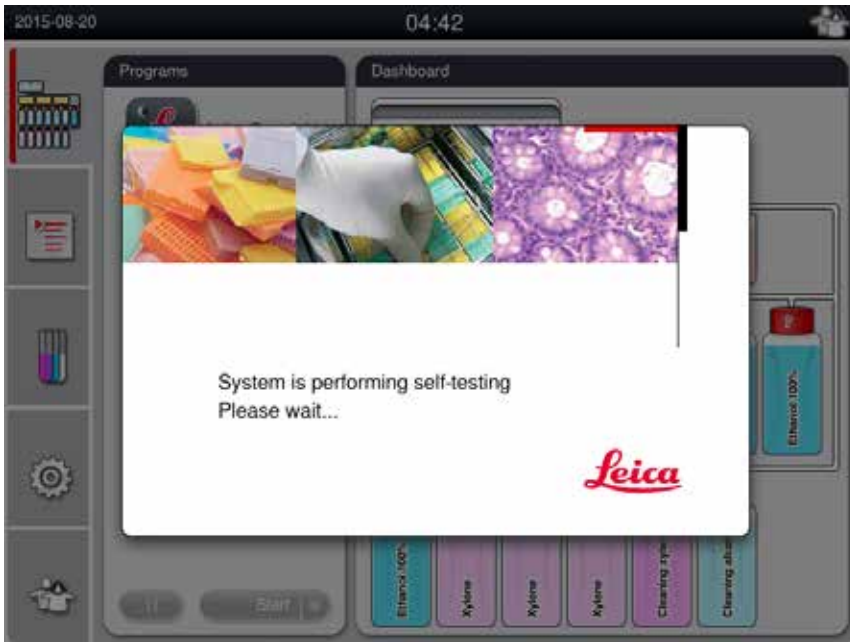 2015-08-20
04:42
Programs
Dashboard
System is performing self-testing
Please wait...
Leica
Ethanol 100%
Ethanol 100%
Xylene
Xylene
Xylene
Start